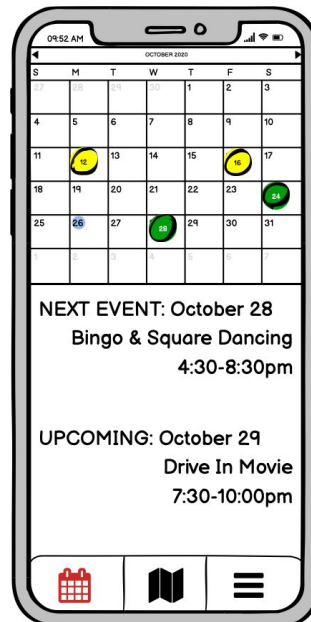 09:52 AM
OCTOBER 2020
S M T W T F S
27 28 29 30 1 2 3
4 5 6 7 8 9 10
11 12 13 14 15 16 17
18 19 20 21 22 23 24
25 26 27 28 29 30 31
1 2 3 4 5 6 7
NEXT EVENT: October 28
Bingo & Square Dancing
4:30-8:30pm
UPCOMING: October 29
Drive In Movie
7:30-10:00pm